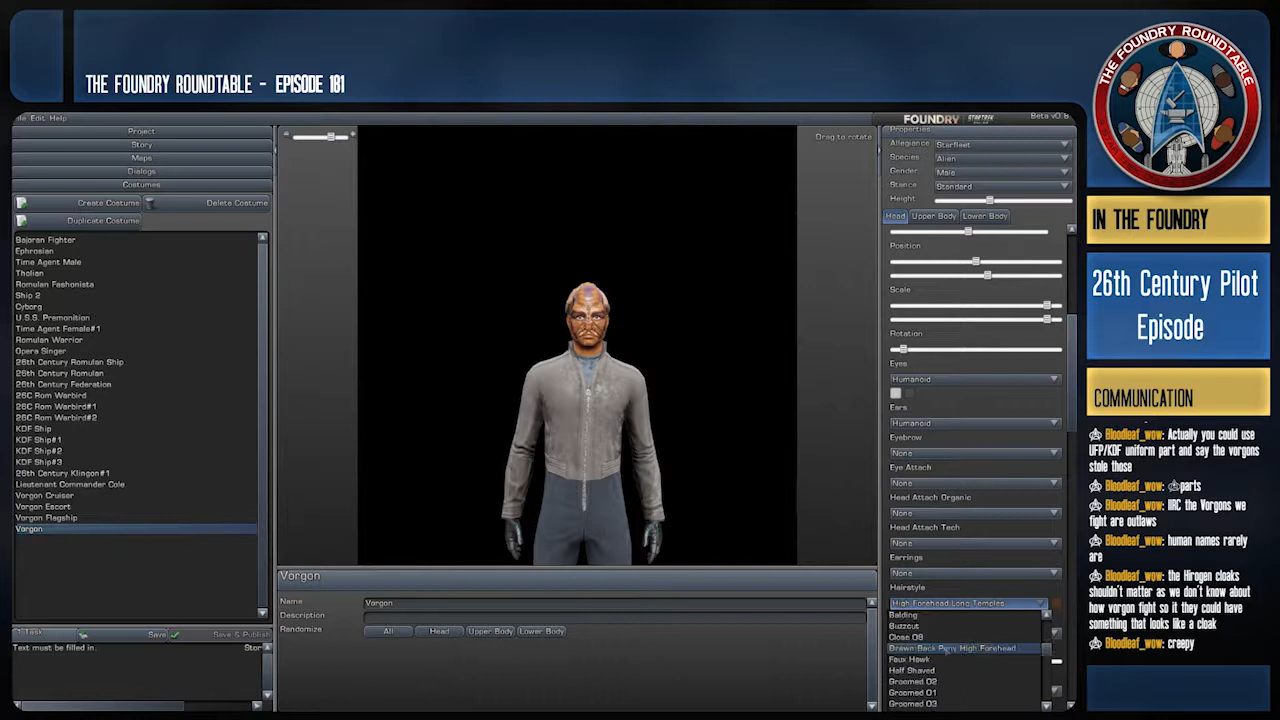 THE FOUNDRY ROUNDTABLE - EPISODE 181
THE FOUNDRY ROUNDTABLE
Edit Help
Project
Story
Maps
Dialogs
Costumes
Create Costume
Delete Costume
Duplicate Costume
Bajoran Fighter
Ephrosian
Time Agent Male
Tholian
Romulan Fashonista
Ship 2
Cyborg
U.S.S. Premonition
Time Agent Female#1
Romulan Warrior
Opera Singer
26th Century Romulan Ship
26th Century Romulan
26th Century Federation
26C Rom Warbird
26C Rom Warbird#1
26C Rom Warbird#2
KDF Ship
KDF Ship#1
KDF Ship#2
KDF Ship#3
26th Century Klingon#1
Lieutenant Commander Cole
Vorgon Cruiser
Vorgon Escort
Vorgon Flagship
Vorgon
1 Task
Save
Save & Publish
Text must be filled in.
Stor
Drag to rotate
Vorgon
Name
Vorgon
Description
Randomize
All
Head
Upper Body
Lower Body
FOUNDRY
STAR TREK
Beta v0.8
Properties
Allegiance
Starfleet
Species
Alien
Gender
Male
Stance
Standard
Height
Head
Upper Body
Lower Body
Position
Scale
Rotation
Eyes
Humanoid
Ears
Humanoid
Eyebrow
None
Eye Attach
None
Head Attach Organic
None
Head Attach Tech
None
Earrings
None
Hairstyle
High Forehead Long Temples
Balding
Buzzcut
Close 08
Drawn Back Pony High Forehead
Faux Hawk
Half Shaved
Groomed 02
Groomed 01
Groomed 03
IN THE FOUNDRY
26th Century Pilot
Episode
COMMUNICATION
Bloodleaf_wow: Actually you could use
UFP/KDF uniform part and say the vorgons
stole those
Bloodleaf_wow: parts
Bloodleaf_wow: IIRC the Vorgons we
fight are outlaws
Bloodleaf_wow: human names rarely
are
Bloodleaf_wow: the Hirogen cloaks
shouldn't matter as we don't know about
how vorgon fight so it they could have
something that looks like a cloak
Bloodleaf_wow: creepy